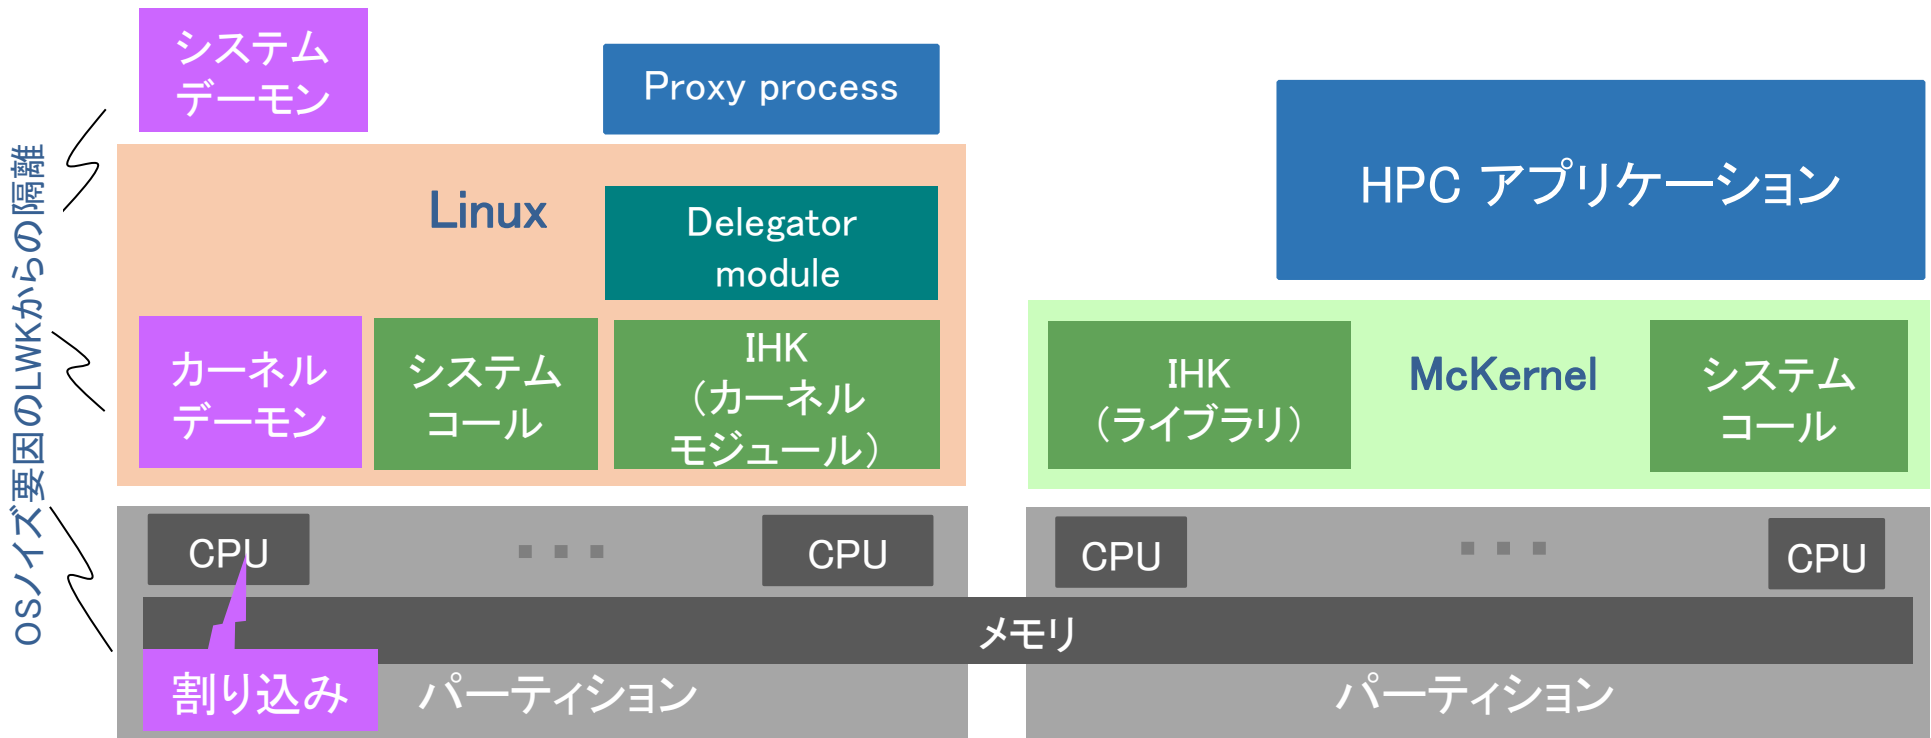 OSノイズ要因のLWKからの隔離
システム
デーモン
Proxy process
Linux
Delegator
module
カーネル
デーモン
システム
コール
IHK
(カーネル
モジュール)
HPC アプリケーション
IHK
(ライブラリ)
McKernel
システム
コール
CPU
CPU
CPU
CPU
メモリ
割り込み
パーティション
パーティション